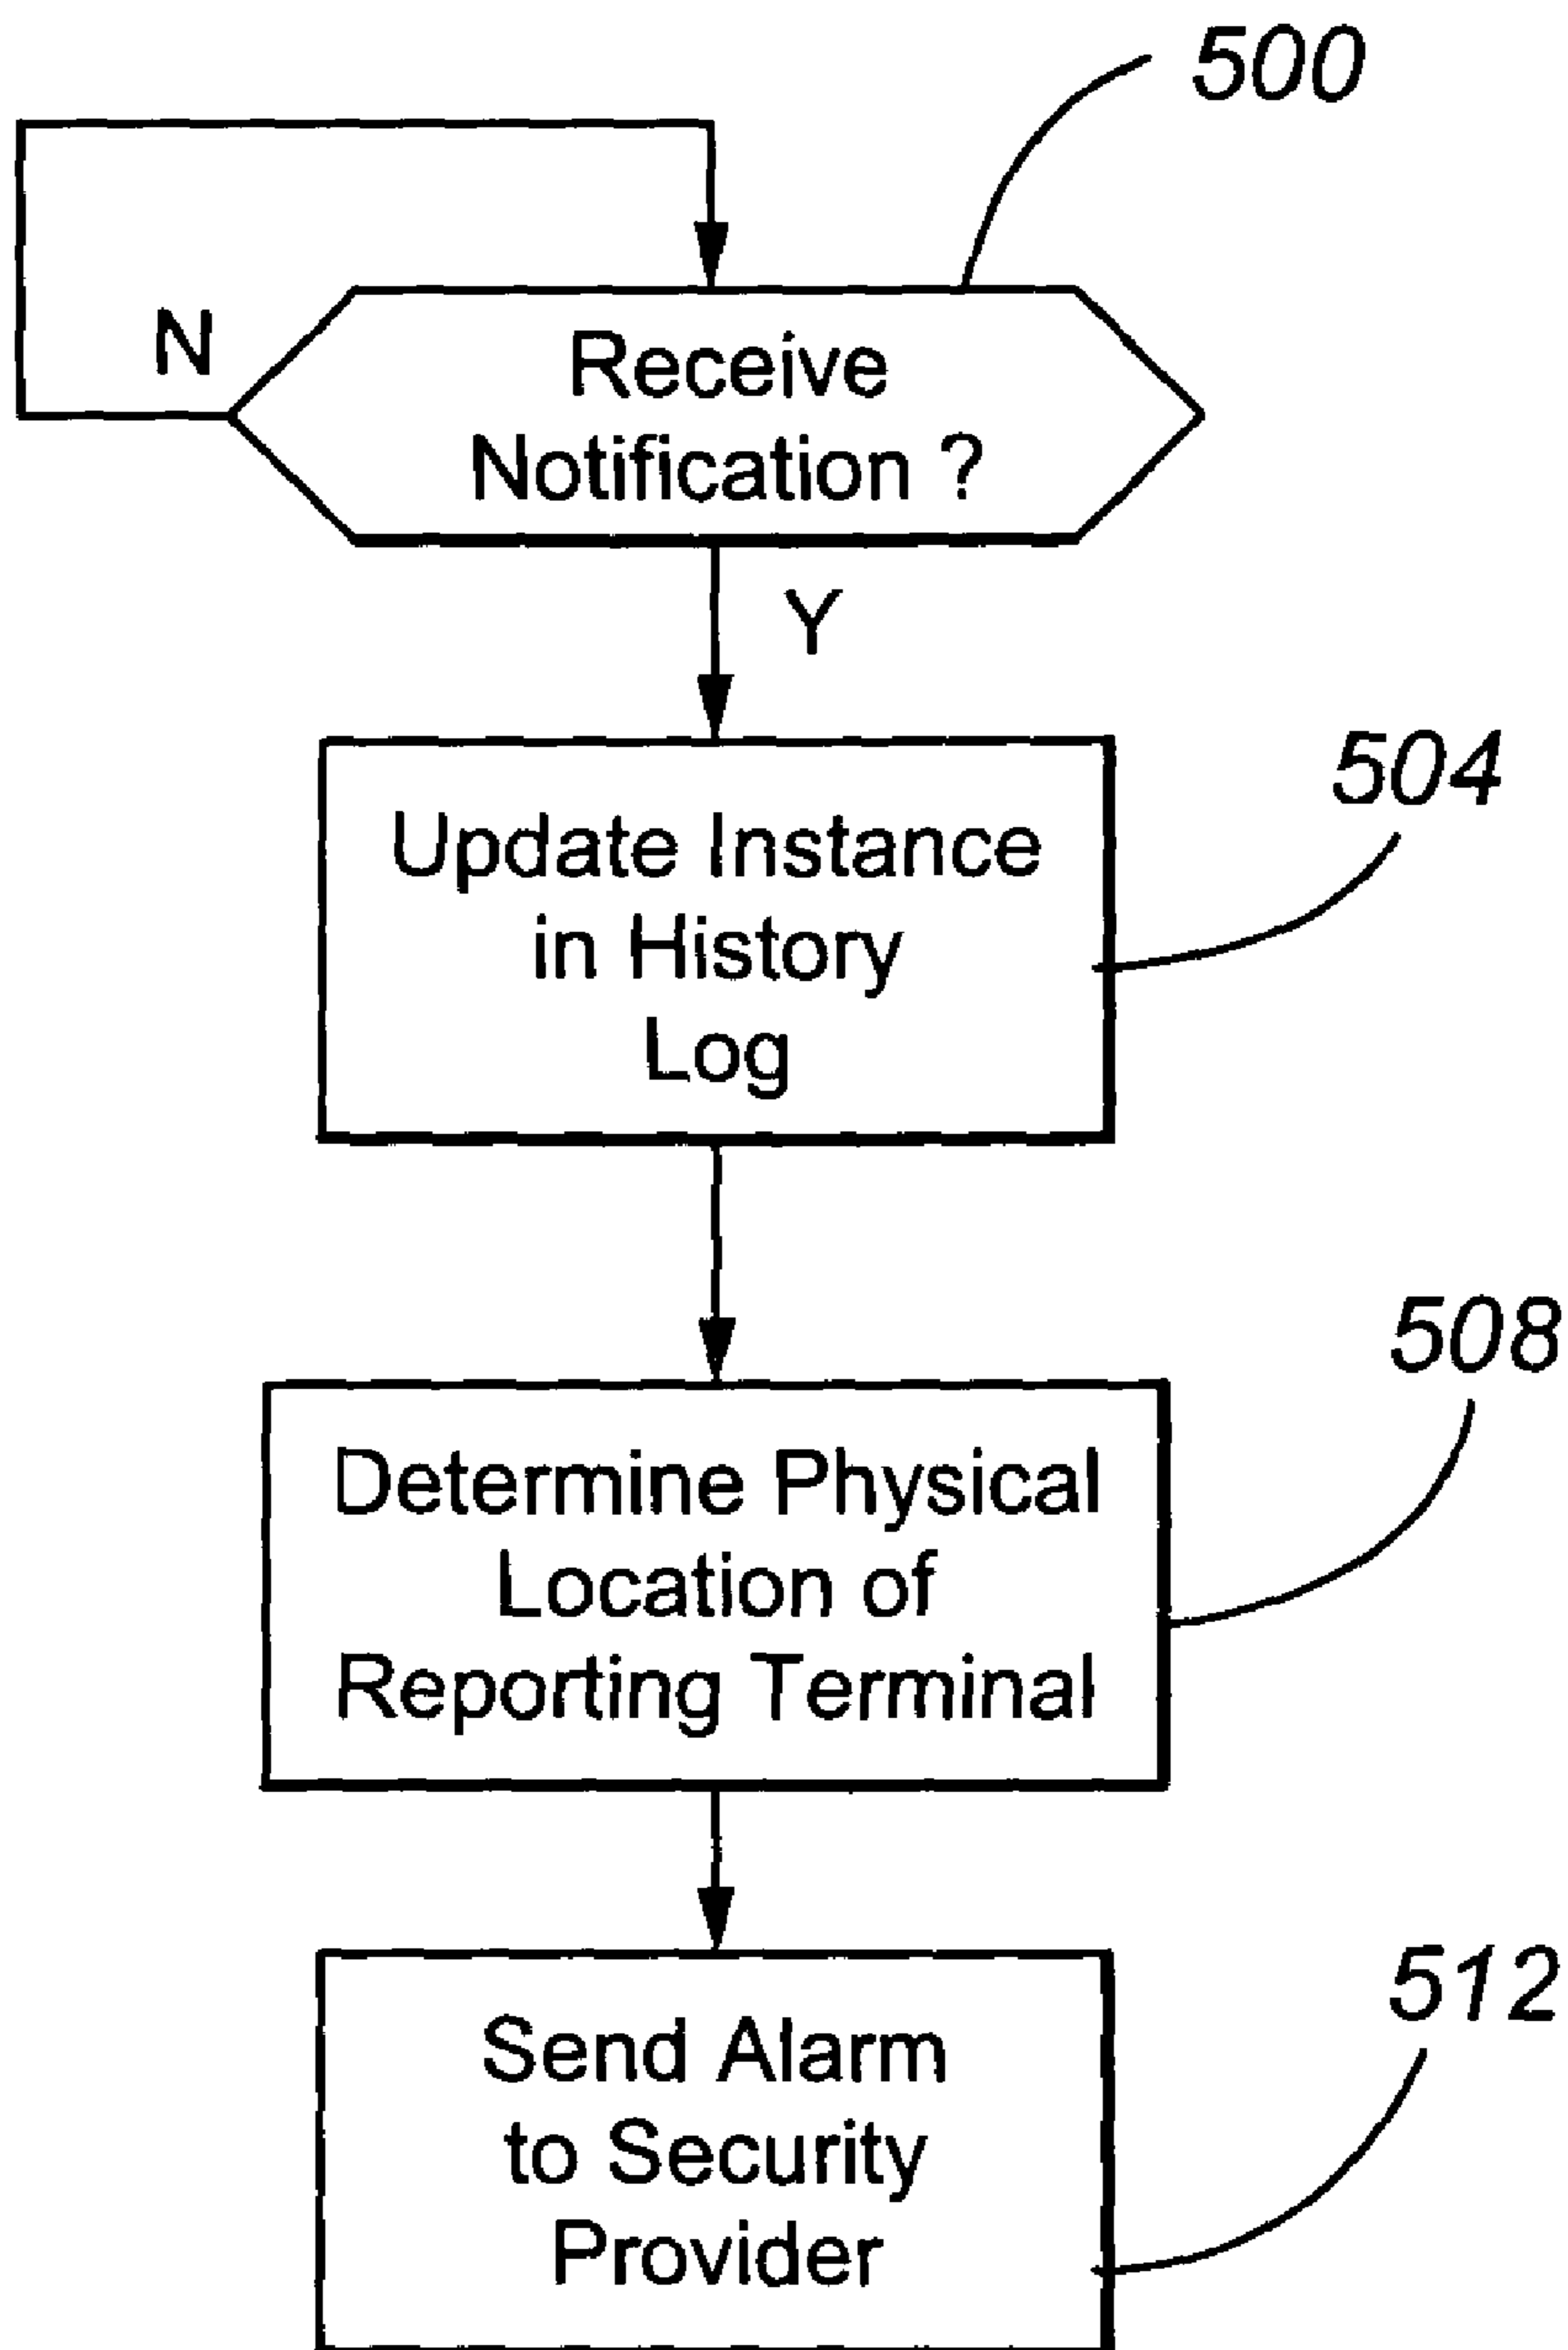 500
N
Receive
Notification ?
Y
504
Update Instance
in History
Log
508
Determine Physical
Location of
Reporting Terminal
512
Send Alarm
to Security
Provider